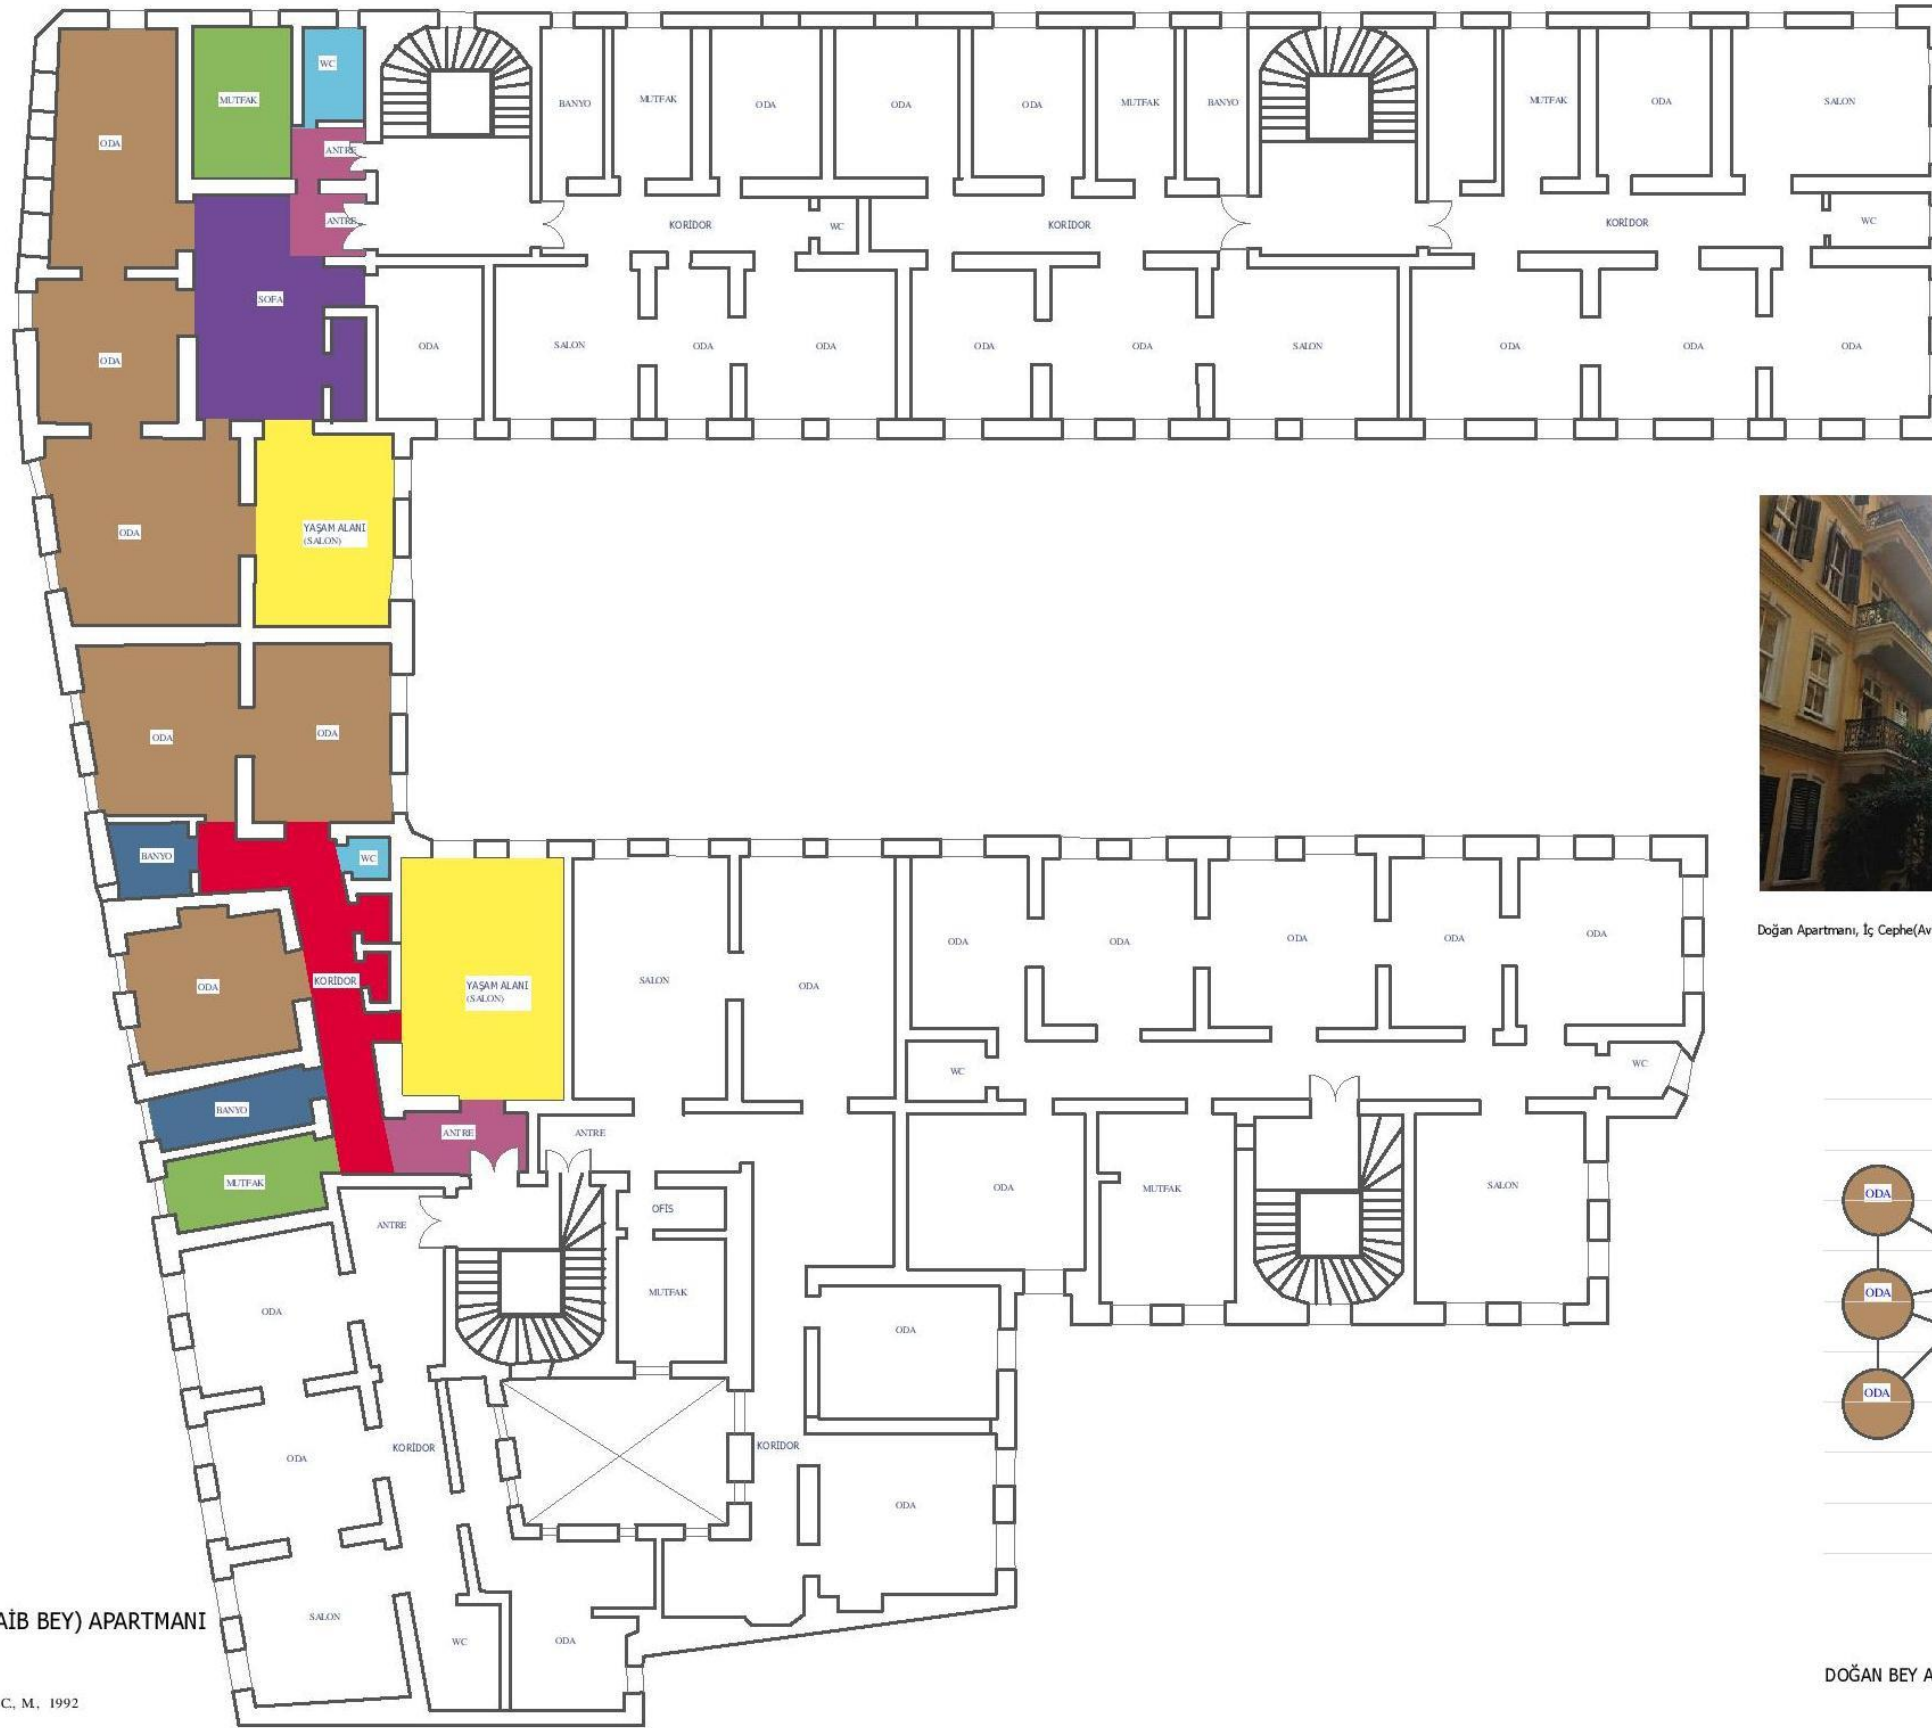 WC
MUTFAK
BANYO
MUTFAK
ODA
ODA
ODA
MUTFAK
BANYO
MUTFAK
ODA
SALON
ODA
ANTRE
ANTRE
KORİDOR
WC
KORİDOR
KORİDOR
WC
SOFA
ODA
ODA
SALON
ODA
ODA
ODA
ODA
SALON
ODA
ODA
ODA
ODA
YAŞAM ALANI
(SALON)
ODA
ODA
BANYO
WC
Doğan Apartmanı, İç Cephe(Av
ODA
KORİDOR
YAŞAM ALANI
(SALON)
SALON
ODA
ODA
ODA
ODA
ODA
ODA
WC
WC
BANYO
ANTRE
ANTRE
MUTFAK
ODA
MUTFAK
SALON
ODA
ANTRE
OFİS
ODA
MUTFAK
ODA
ODA
ODA
ODA
KORİDOR
KORİDOR
ODA
ODA
SALON
WC
ODA
AİB BEY) APARTMANI
DOĞAN BEY A
C., M., 1992